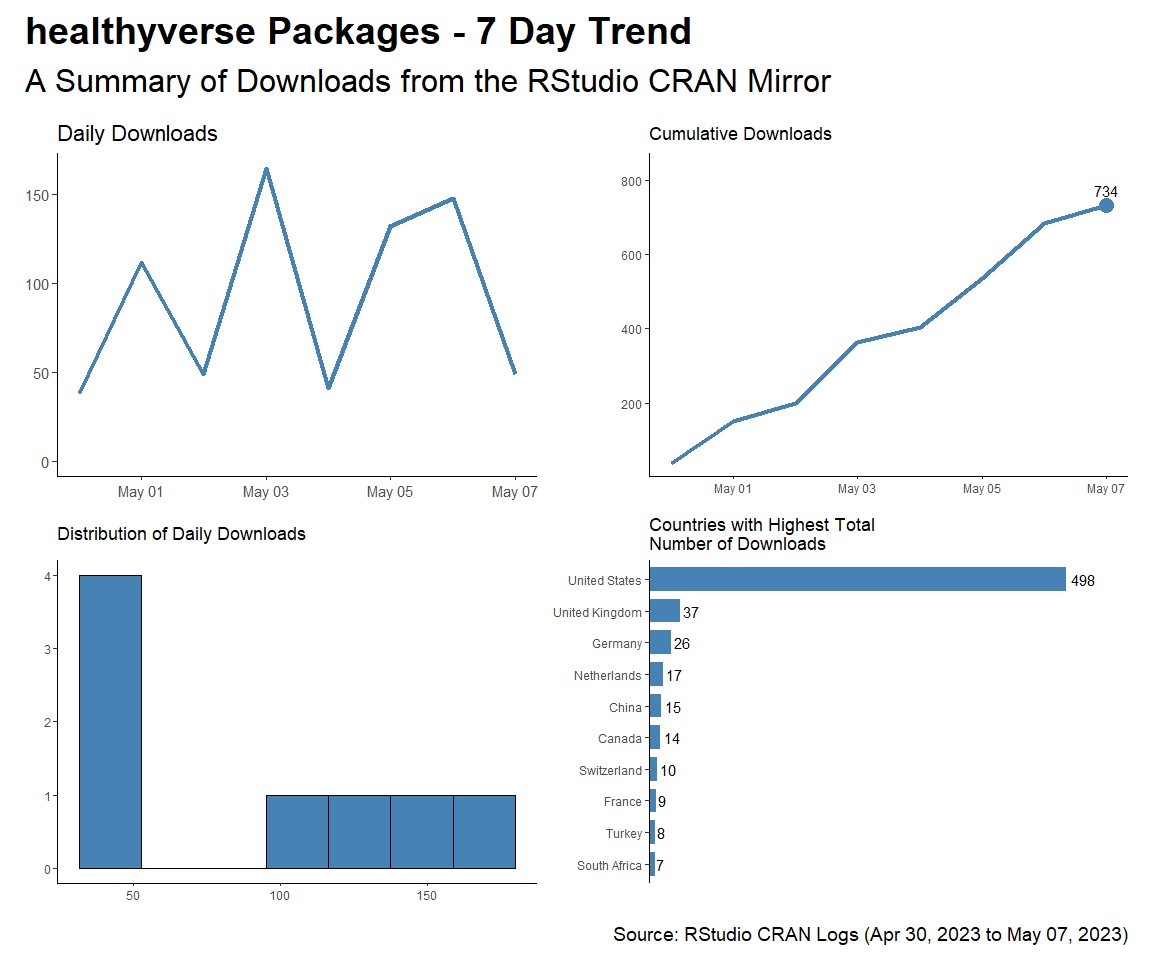 healthyverse Packages - 7 Day Trend
A Summary of Downloads from the RStudio CRAN Mirror
Daily Downloads
150
100
50
0
May 01 May 03 May 05 May 07
Cumulative Downloads
800
600
400
200
734
May 01 May 03 May 05 May 07
Distribution of Daily Downloads
4
3
2
1
0
50 100 150
Countries with Highest Total
Number of Downloads
United States 498
United Kingdom 37
Germany 26
Netherlands 17
China 15
Canada 14
Switzerland 10
France 9
Turkey 8
South Africa 7
Source: RStudio CRAN Logs (Apr 30, 2023 to May 07, 2023)